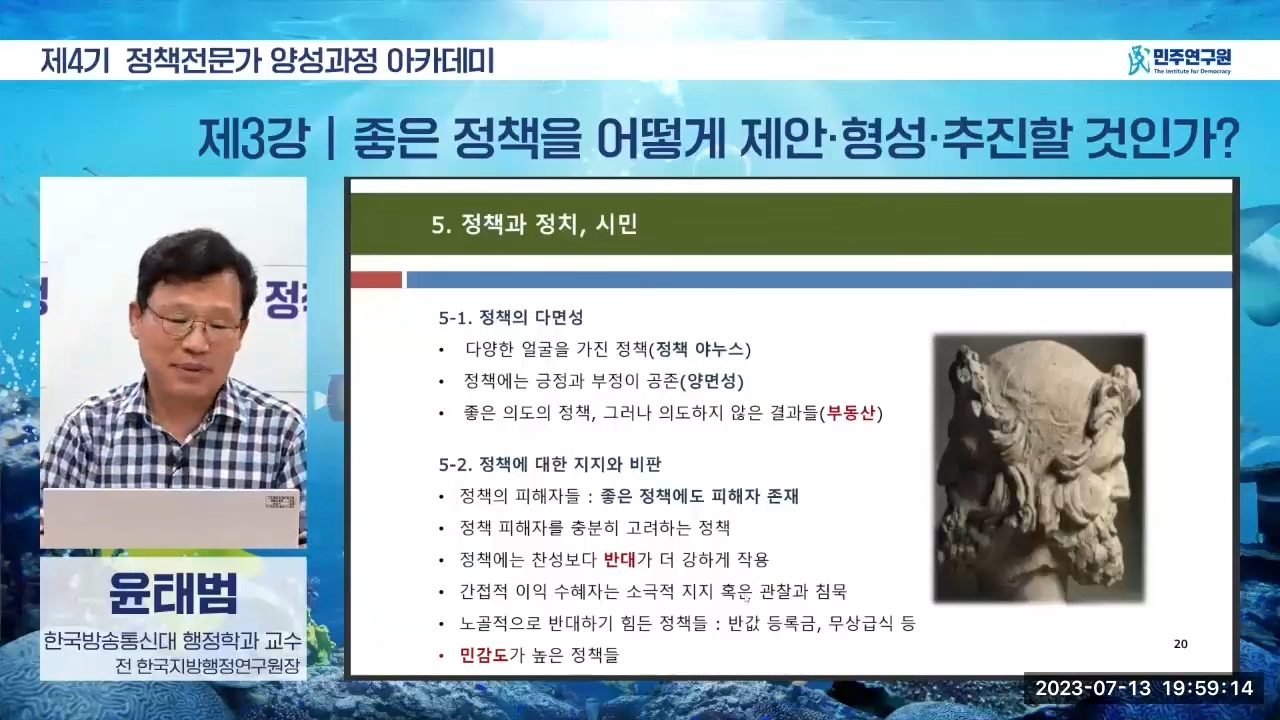 제4기 정책전문가 양성과정 아카데미
민주연구원
The Institute for Democracy
제3강 | 좋은 정책을 어떻게 제안·형성·추진할 것인가?
5. 정책과 정치, 시민
5-1. 정책의 다면성
• 다양한 얼굴을 가진 정책(정책 야누스)
• 정책에는 긍정과 부정이 공존(양면성)
• 좋은 의도의 정책, 그러나 의도하지 않은 결과들(부동산)
5-2. 정책에 대한 지지와 비판
• 정책의 피해자들 : 좋은 정책에도 피해자 존재
• 정책 피해자를 충분히 고려하는 정책
• 정책에는 찬성보다 반대가 더 강하게 작용
• 간접적 이익 수혜자는 소극적 지지 혹은 관찰과 침묵
• 노골적으로 반대하기 힘든 정책들 : 반값 등록금, 무상급식 등
• 민감도가 높은 정책들
20
윤태범
한국방송통신대 행정학과 교수
전 한국지방행정연구원장
2023-07-13 19:59:14